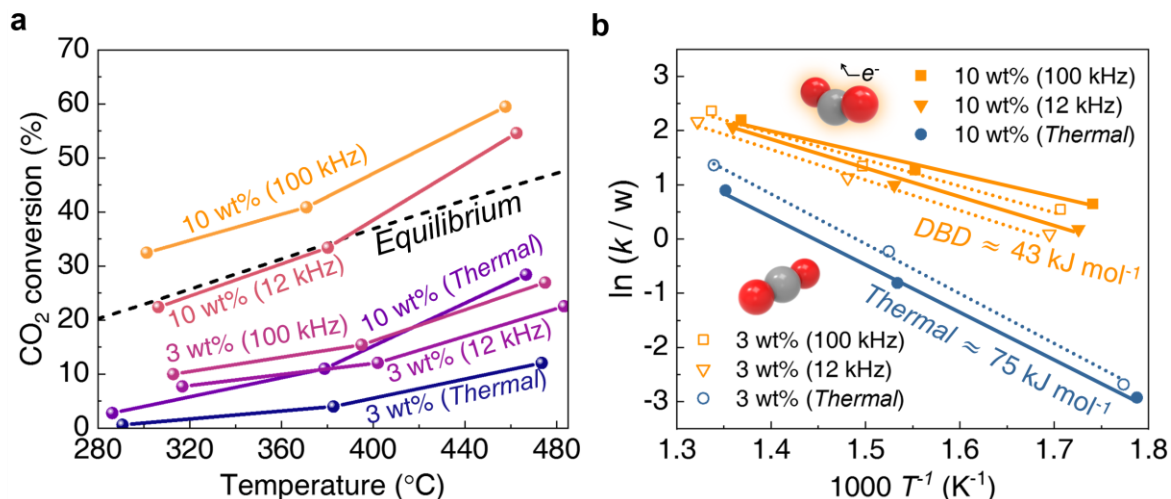 a
70
60
50
40
30
20
10
0
CO₂ conversion (%)
280 320 360 400 440 480
Temperature (°C)
10 wt% (100 kHz)
Equilibrium
10 wt% (12 kHz)
10 wt% (Thermal)
3 wt% (100 kHz)
3 wt% (12 kHz)
3 wt% (Thermal)
b
3
2
1
0
-1
-2
-3
ln (k / w)
1.3 1.4 1.5 1.6 1.7 1.8
1000 T⁻¹ (K⁻¹)
e⁻
10 wt% (100 kHz)
10 wt% (12 kHz)
10 wt% (Thermal)
DBD ≈ 43 kJ mol⁻¹
Thermal ≈ 75 kJ mol⁻¹
3 wt% (100 kHz)
3 wt% (12 kHz)
3 wt% (Thermal)